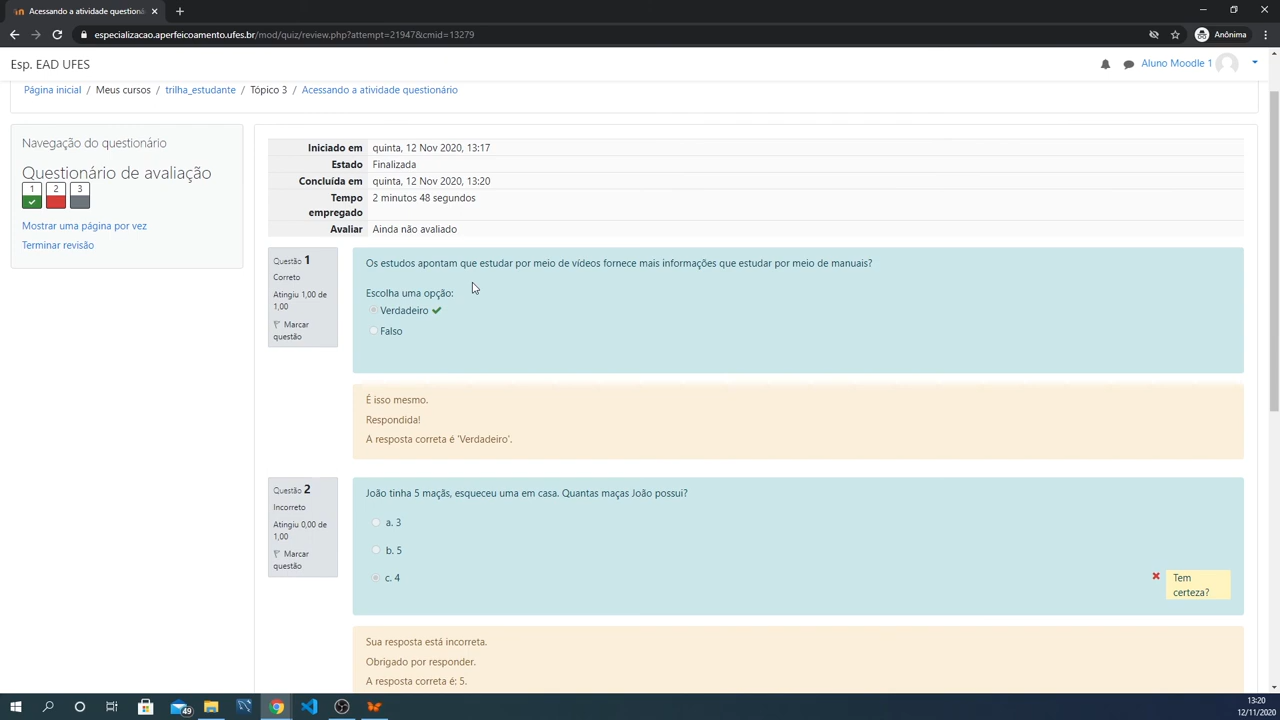 Acessando a atividade questionár
especializacao.aperfeicoamento.ufes.br/mod/quiz/review.php?attempt=21947&cmid=13279
Anônima
Esp. EAD UFES
Aluno Moodle 1
Página inicial / Meus cursos / trilha_estudante / Tópico 3 / Acessando a atividade questionário
Navegação do questionário
Questionário de avaliação
1 2 3
Mostrar uma página por vez
Terminar revisão
Iniciado em quinta, 12 Nov 2020, 13:17
Estado Finalizada
Concluída em quinta, 12 Nov 2020, 13:20
Tempo empregado 2 minutos 48 segundos
Avaliar Ainda não avaliado
Questão 1
Correto
Atingiu 1,00 de
1,00
Marcar
questão
Os estudos apontam que estudar por meio de vídeos fornece mais informações que estudar por meio de manuais?
Escolha uma opção:
Verdadeiro
Falso
É isso mesmo.
Respondida!
A resposta correta é 'Verdadeiro'.
Questão 2
Incorreto
Atingiu 0,00 de
1,00
Marcar
questão
João tinha 5 maçãs, esqueceu uma em casa. Quantas maças João possui?
a. 3
b. 5
c. 4
Tem
certeza?
Sua resposta está incorreta.
Obrigado por responder.
A resposta correta é: 5.
49
13:20
12/11/2020